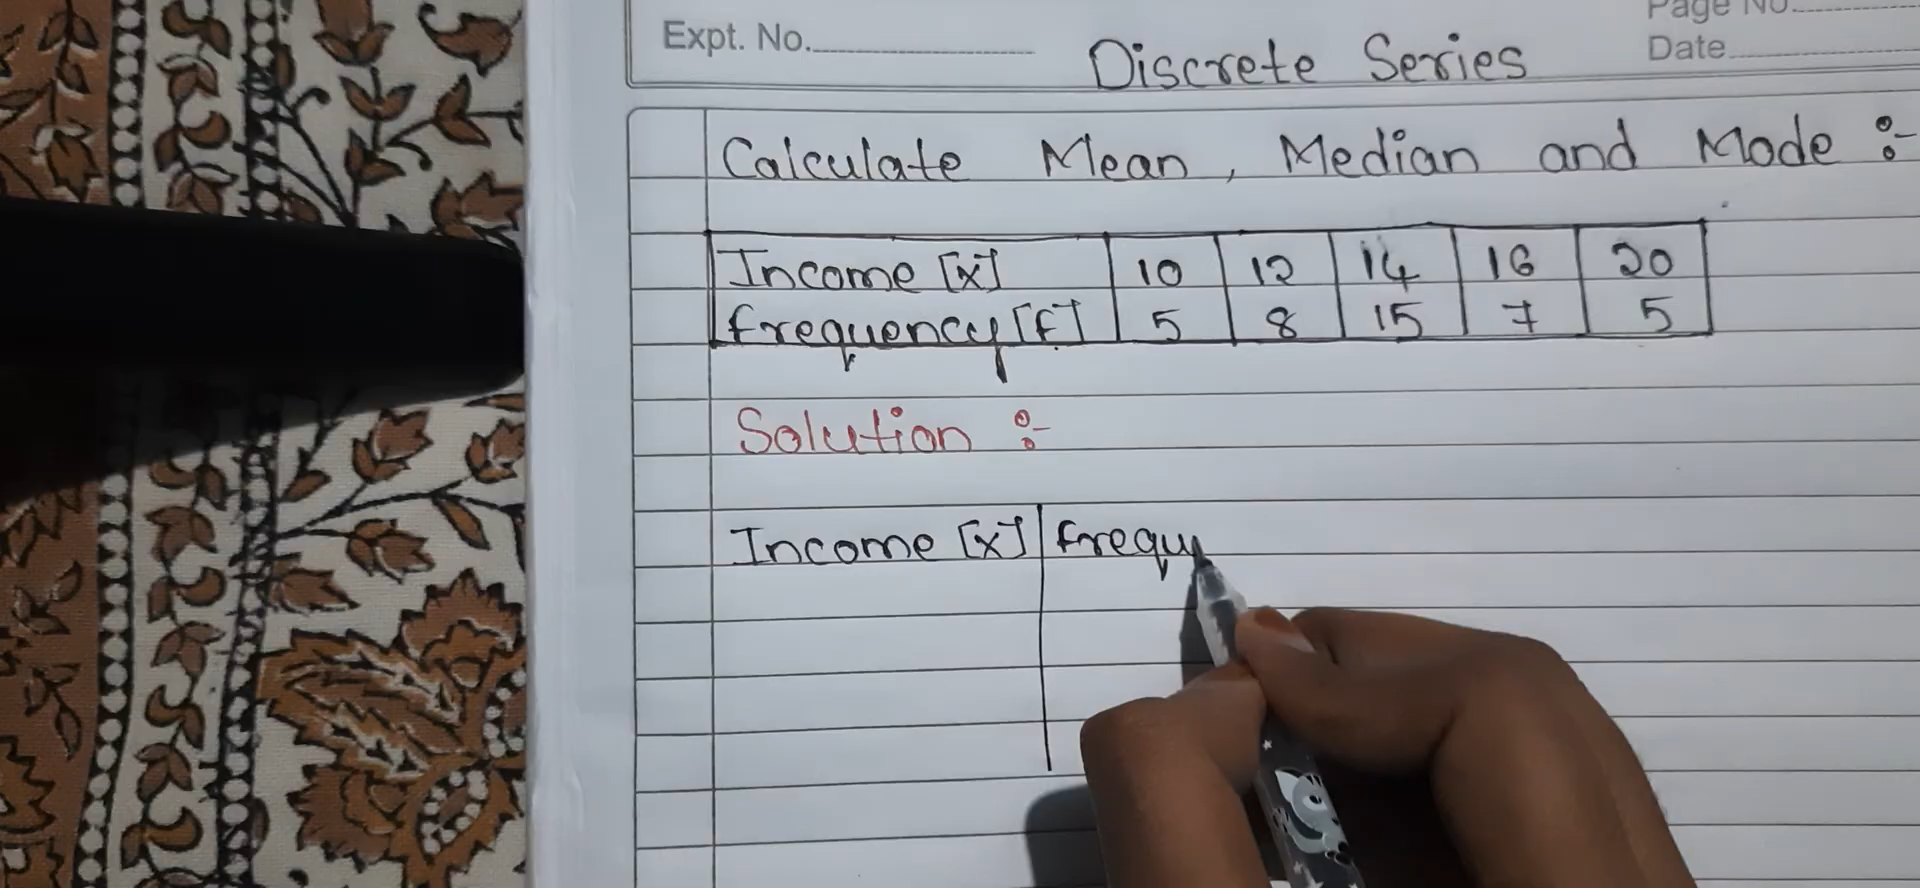 Page No.
Expt. No.
Discrete Series
Date
Calculate Mean, Median and Mode :-
Income [x] 10 12 14 16 20
frequency [f] 5 8 15 7 5
Solution :-
Income [x] frequ